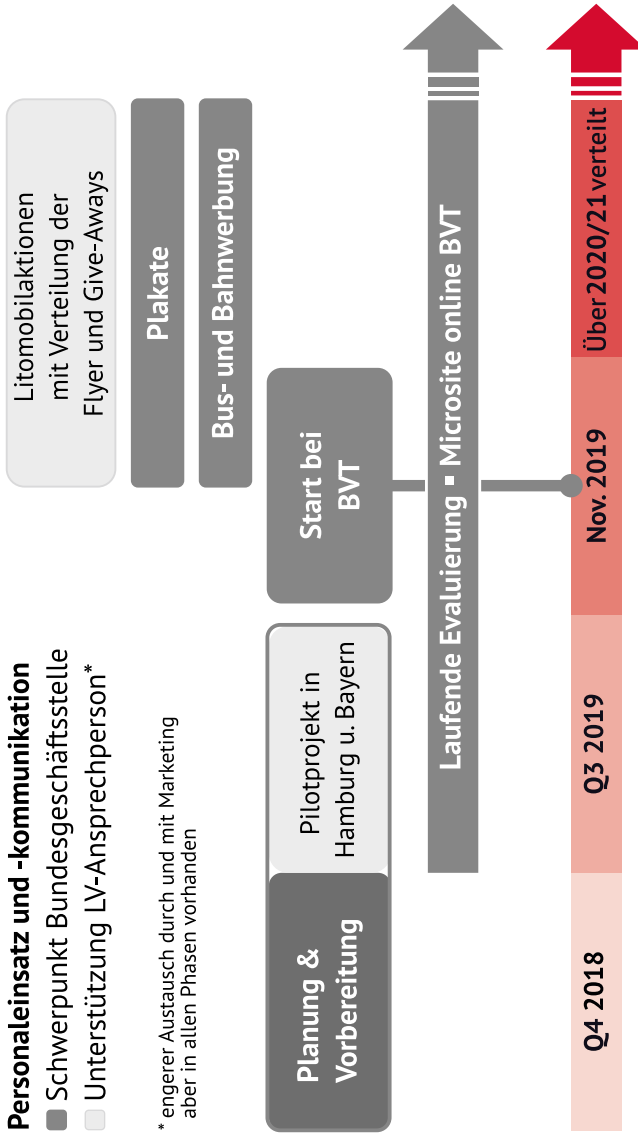 Personaleinsatz und -kommunikation
Schwerpunkt Bundesgeschäftsstelle
Unterstützung LV-Ansprechperson*
* engerer Austausch durch und mit Marketing
aber in allen Phasen vorhanden
Litomobilaktionen
mit Verteilung der
Flyer und Give-Aways
Plakate
Bus- und Bahnwerbung
Planung &
Vorbereitung
Pilotprojekt in
Hamburg u. Bayern
Start bei
BVT
Laufende Evaluierung ▪ Microsite online BVT
Q4 2018
Q3 2019
Nov. 2019
Über 2020/21 verteilt